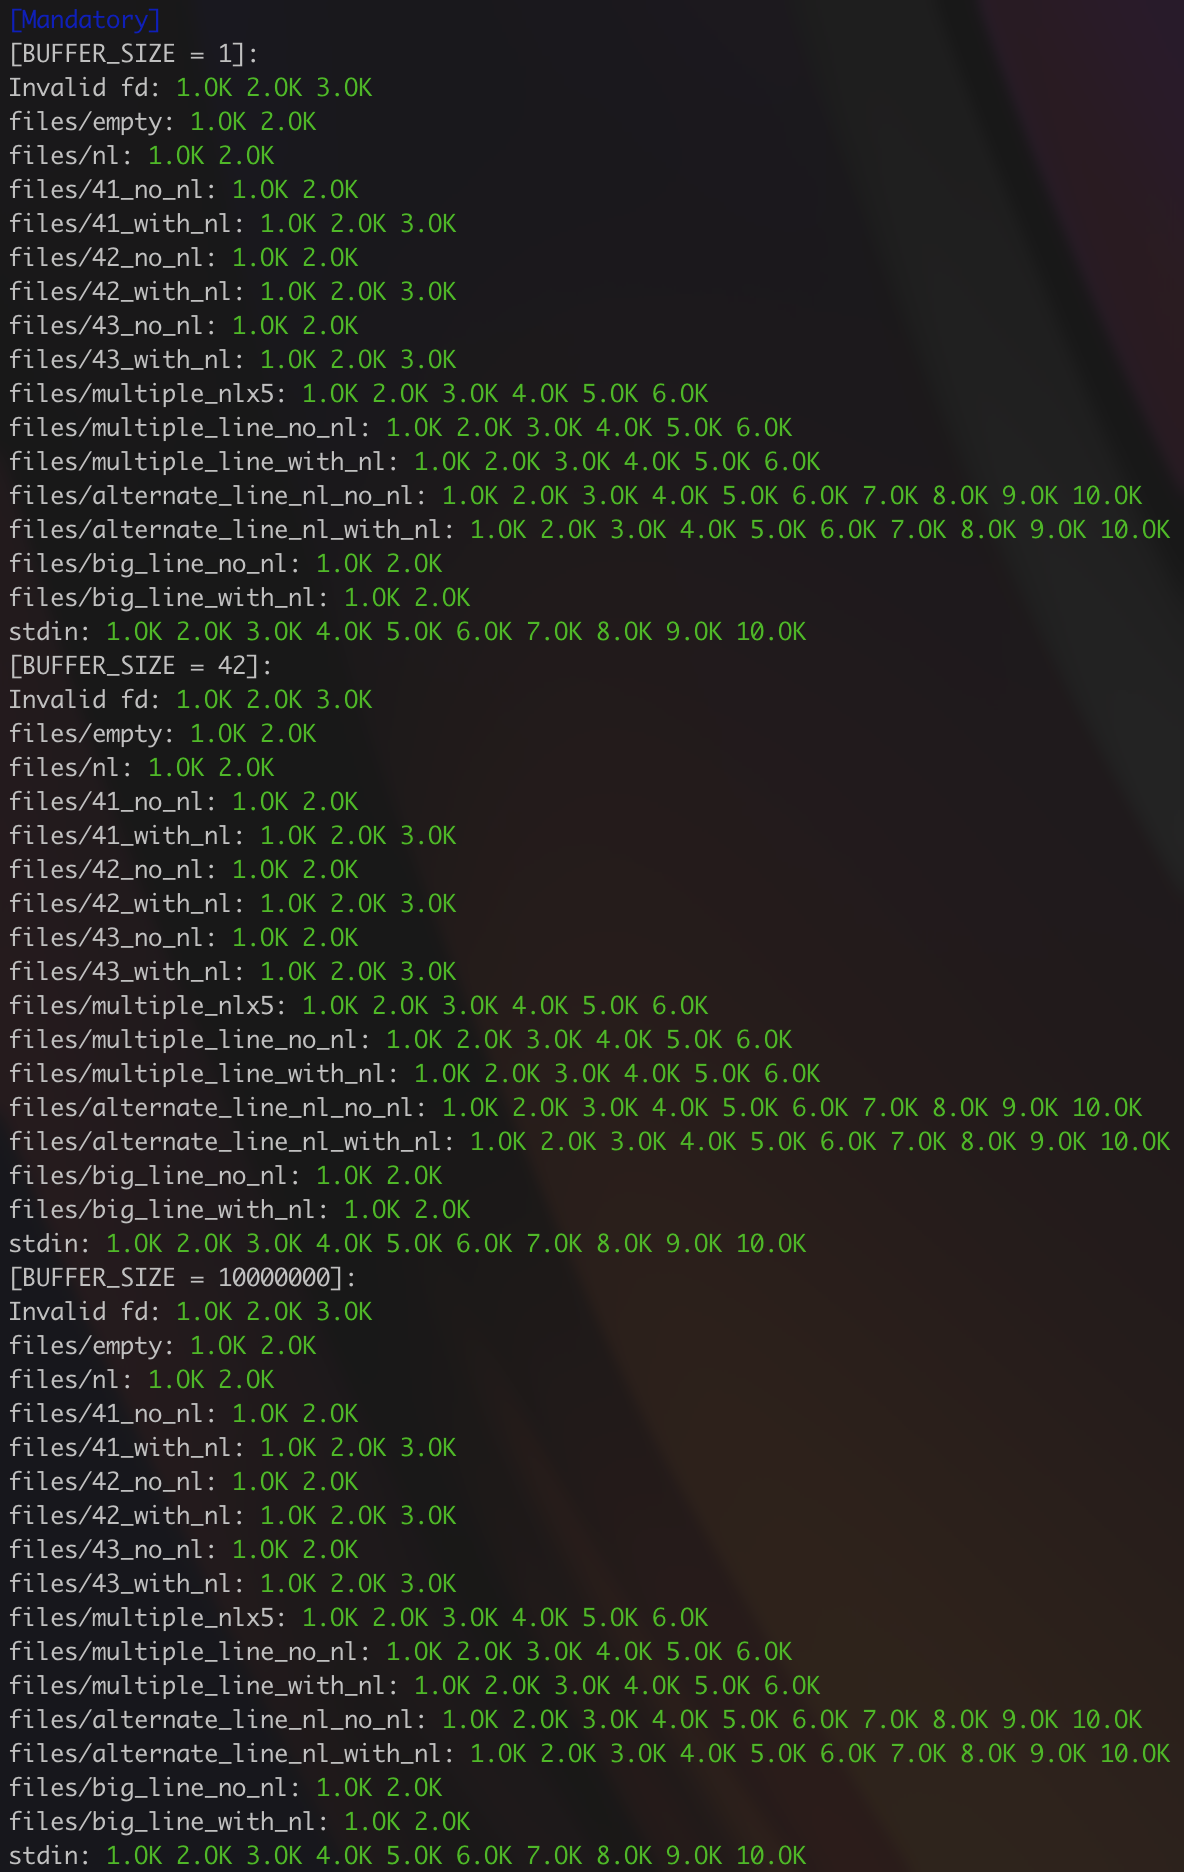 [Mandatory]
[BUFFER_SIZE = 1]:
Invalid fd: 1.OK 2.OK 3.OK
files/empty: 1.OK 2.OK
files/nl: 1.OK 2.OK
files/41_no_nl: 1.OK 2.OK
files/41_with_nl: 1.OK 2.OK 3.OK
files/42_no_nl: 1.OK 2.OK
files/42_with_nl: 1.OK 2.OK 3.OK
files/43_no_nl: 1.OK 2.OK
files/43_with_nl: 1.OK 2.OK 3.OK
files/multiple_nlx5: 1.OK 2.OK 3.OK 4.OK 5.OK 6.OK
files/multiple_line_no_nl: 1.OK 2.OK 3.OK 4.OK 5.OK 6.OK
files/multiple_line_with_nl: 1.OK 2.OK 3.OK 4.OK 5.OK 6.OK
files/alternate_line_nl_no_nl: 1.OK 2.OK 3.OK 4.OK 5.OK 6.OK 7.OK 8.OK 9.OK 10.OK
files/alternate_line_nl_with_nl: 1.OK 2.OK 3.OK 4.OK 5.OK 6.OK 7.OK 8.OK 9.OK 10.OK
files/big_line_no_nl: 1.OK 2.OK
files/big_line_with_nl: 1.OK 2.OK
stdin: 1.OK 2.OK 3.OK 4.OK 5.OK 6.OK 7.OK 8.OK 9.OK 10.OK
[BUFFER_SIZE = 42]:
Invalid fd: 1.OK 2.OK 3.OK
files/empty: 1.OK 2.OK
files/nl: 1.OK 2.OK
files/41_no_nl: 1.OK 2.OK
files/41_with_nl: 1.OK 2.OK 3.OK
files/42_no_nl: 1.OK 2.OK
files/42_with_nl: 1.OK 2.OK 3.OK
files/43_no_nl: 1.OK 2.OK
files/43_with_nl: 1.OK 2.OK 3.OK
files/multiple_nlx5: 1.OK 2.OK 3.OK 4.OK 5.OK 6.OK
files/multiple_line_no_nl: 1.OK 2.OK 3.OK 4.OK 5.OK 6.OK
files/multiple_line_with_nl: 1.OK 2.OK 3.OK 4.OK 5.OK 6.OK
files/alternate_line_nl_no_nl: 1.OK 2.OK 3.OK 4.OK 5.OK 6.OK 7.OK 8.OK 9.OK 10.OK
files/alternate_line_nl_with_nl: 1.OK 2.OK 3.OK 4.OK 5.OK 6.OK 7.OK 8.OK 9.OK 10.OK
files/big_line_no_nl: 1.OK 2.OK
files/big_line_with_nl: 1.OK 2.OK
stdin: 1.OK 2.OK 3.OK 4.OK 5.OK 6.OK 7.OK 8.OK 9.OK 10.OK
[BUFFER_SIZE = 10000000]:
Invalid fd: 1.OK 2.OK 3.OK
files/empty: 1.OK 2.OK
files/nl: 1.OK 2.OK
files/41_no_nl: 1.OK 2.OK
files/41_with_nl: 1.OK 2.OK 3.OK
files/42_no_nl: 1.OK 2.OK
files/42_with_nl: 1.OK 2.OK 3.OK
files/43_no_nl: 1.OK 2.OK
files/43_with_nl: 1.OK 2.OK 3.OK
files/multiple_nlx5: 1.OK 2.OK 3.OK 4.OK 5.OK 6.OK
files/multiple_line_no_nl: 1.OK 2.OK 3.OK 4.OK 5.OK 6.OK
files/multiple_line_with_nl: 1.OK 2.OK 3.OK 4.OK 5.OK 6.OK
files/alternate_line_nl_no_nl: 1.OK 2.OK 3.OK 4.OK 5.OK 6.OK 7.OK 8.OK 9.OK 10.OK
files/alternate_line_nl_with_nl: 1.OK 2.OK 3.OK 4.OK 5.OK 6.OK 7.OK 8.OK 9.OK 10.OK
files/big_line_no_nl: 1.OK 2.OK
files/big_line_with_nl: 1.OK 2.OK
stdin: 1.OK 2.OK 3.OK 4.OK 5.OK 6.OK 7.OK 8.OK 9.OK 10.OK